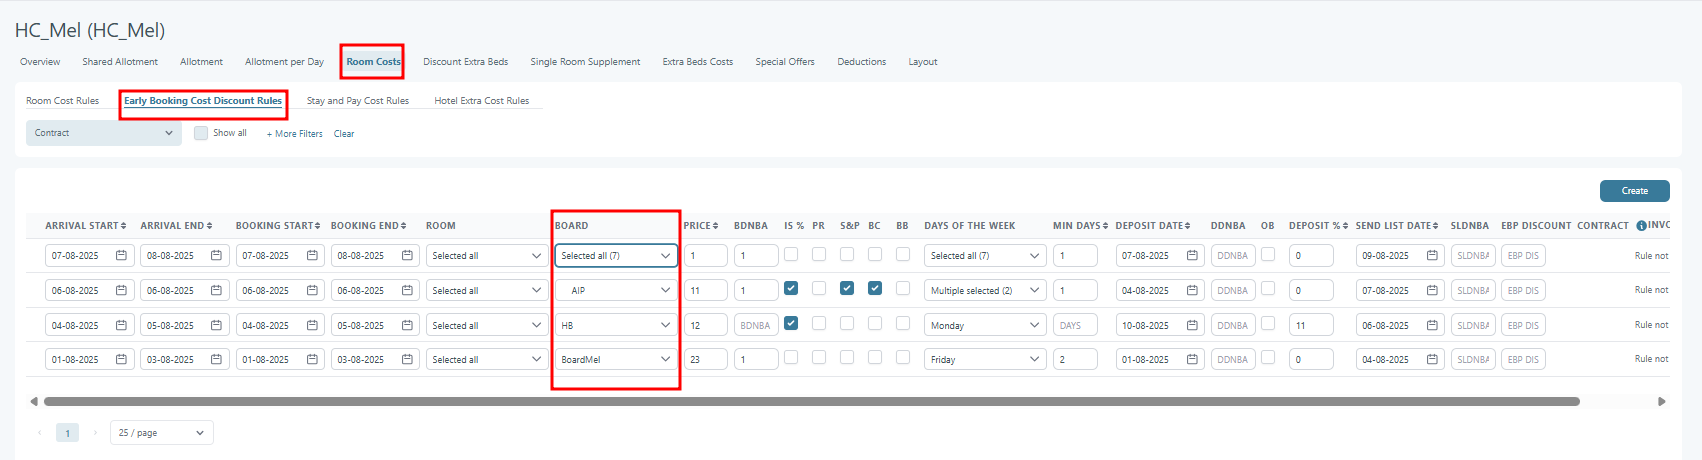 HC_Mel (HC_Mel)
Overview Shared Allotment Allotment Allotment per Day Room Costs Discount Extra Beds Single Room Supplement Extra Beds Costs Special Offers Deductions Layout
Room Cost Rules Early Booking Cost Discount Rules Stay and Pay Cost Rules Hotel Extra Cost Rules
Contract Show all + More Filters Clear
Create
ARRIVAL START ARRIVAL END BOOKING START BOOKING END ROOM BOARD PRICE BDNBA IS % PR S&P BC BB DAYS OF THE WEEK MIN DAYS DEPOSIT DATE DDNBA OB DEPOSIT % SEND LIST DATE SLDNBA EBP DISCOUNT CONTRACT INVC
07-08-2025 08-08-2025 07-08-2025 08-08-2025 Selected all Selected all (7) 1 1 Selected all (7) 1 07-08-2025 DDNBA 0 09-08-2025 SLDNBA EBP DIS Rule not
06-08-2025 06-08-2025 06-08-2025 06-08-2025 Selected all AIP 11 1 Multiple selected (2) 1 04-08-2025 DDNBA 0 07-08-2025 SLDNBA EBP DIS Rule not
04-08-2025 05-08-2025 04-08-2025 05-08-2025 Selected all HB 12 BDNBA Monday DAYS 10-08-2025 DDNBA 11 06-08-2025 SLDNBA EBP DIS Rule not
01-08-2025 03-08-2025 01-08-2025 03-08-2025 Selected all BoardMel 23 1 Friday 2 01-08-2025 DDNBA 0 04-08-2025 SLDNBA EBP DIS Rule not
1 25 / page